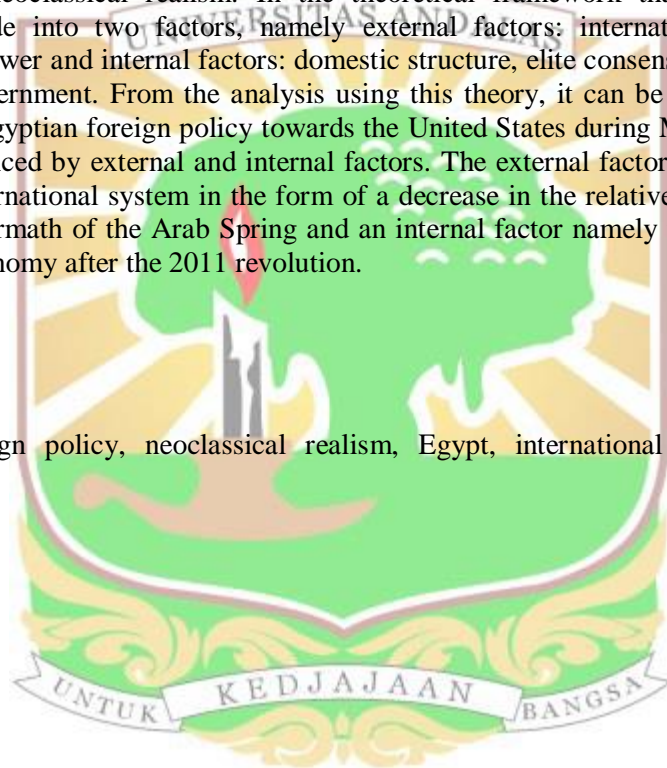 neoclassical realism. In the theoretical framework th
UNIVERSITAS ANDALAS
de into two factors, namely external factors: internat
wer and internal factors: domestic structure, elite consens
ernment. From the analysis using this theory, it can be
gyptian foreign policy towards the United States during M
nced by external and internal factors. The external factor
rnational system in the form of a decrease in the relative
rmath of the Arab Spring and an internal factor namely
nomy after the 2011 revolution.
gn policy, neoclassical realism, Egypt, international
UNTUK KEDJAJAAN BANGSA